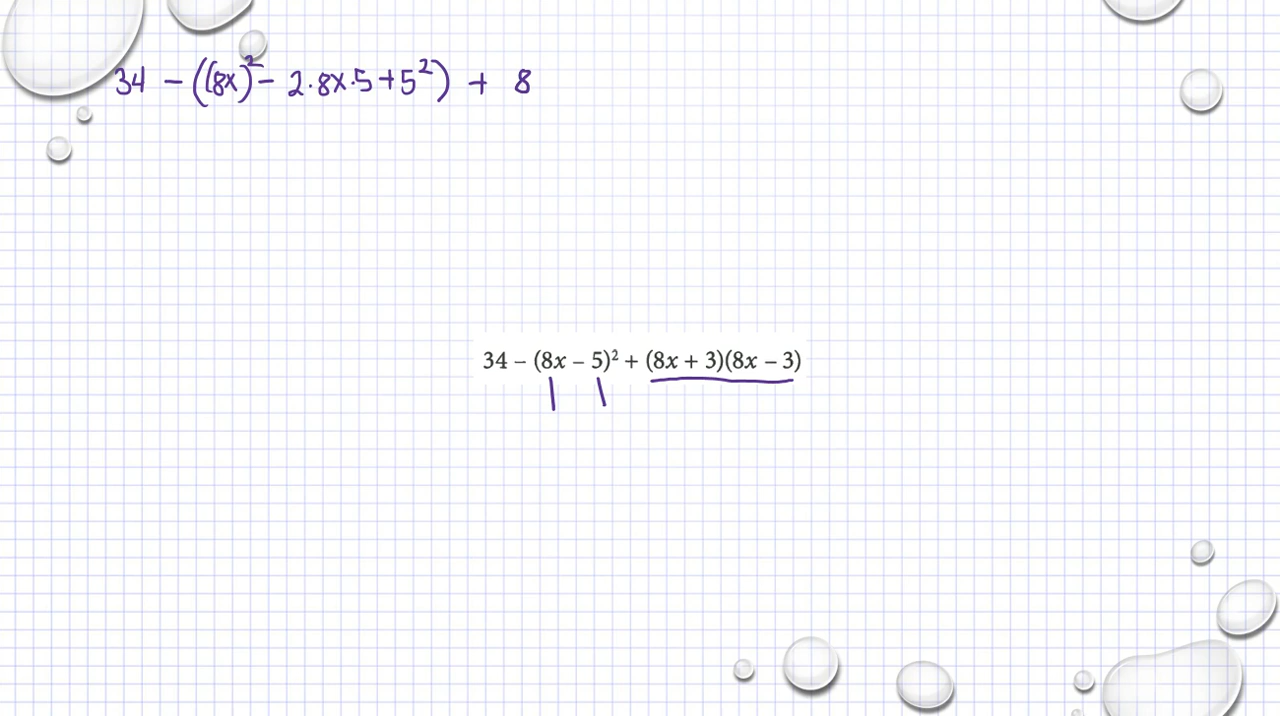 34 - ((8x)² - 2·8x·5 + 5²) + 8
34 – (8x – 5)² + (8x + 3)(8x – 3)